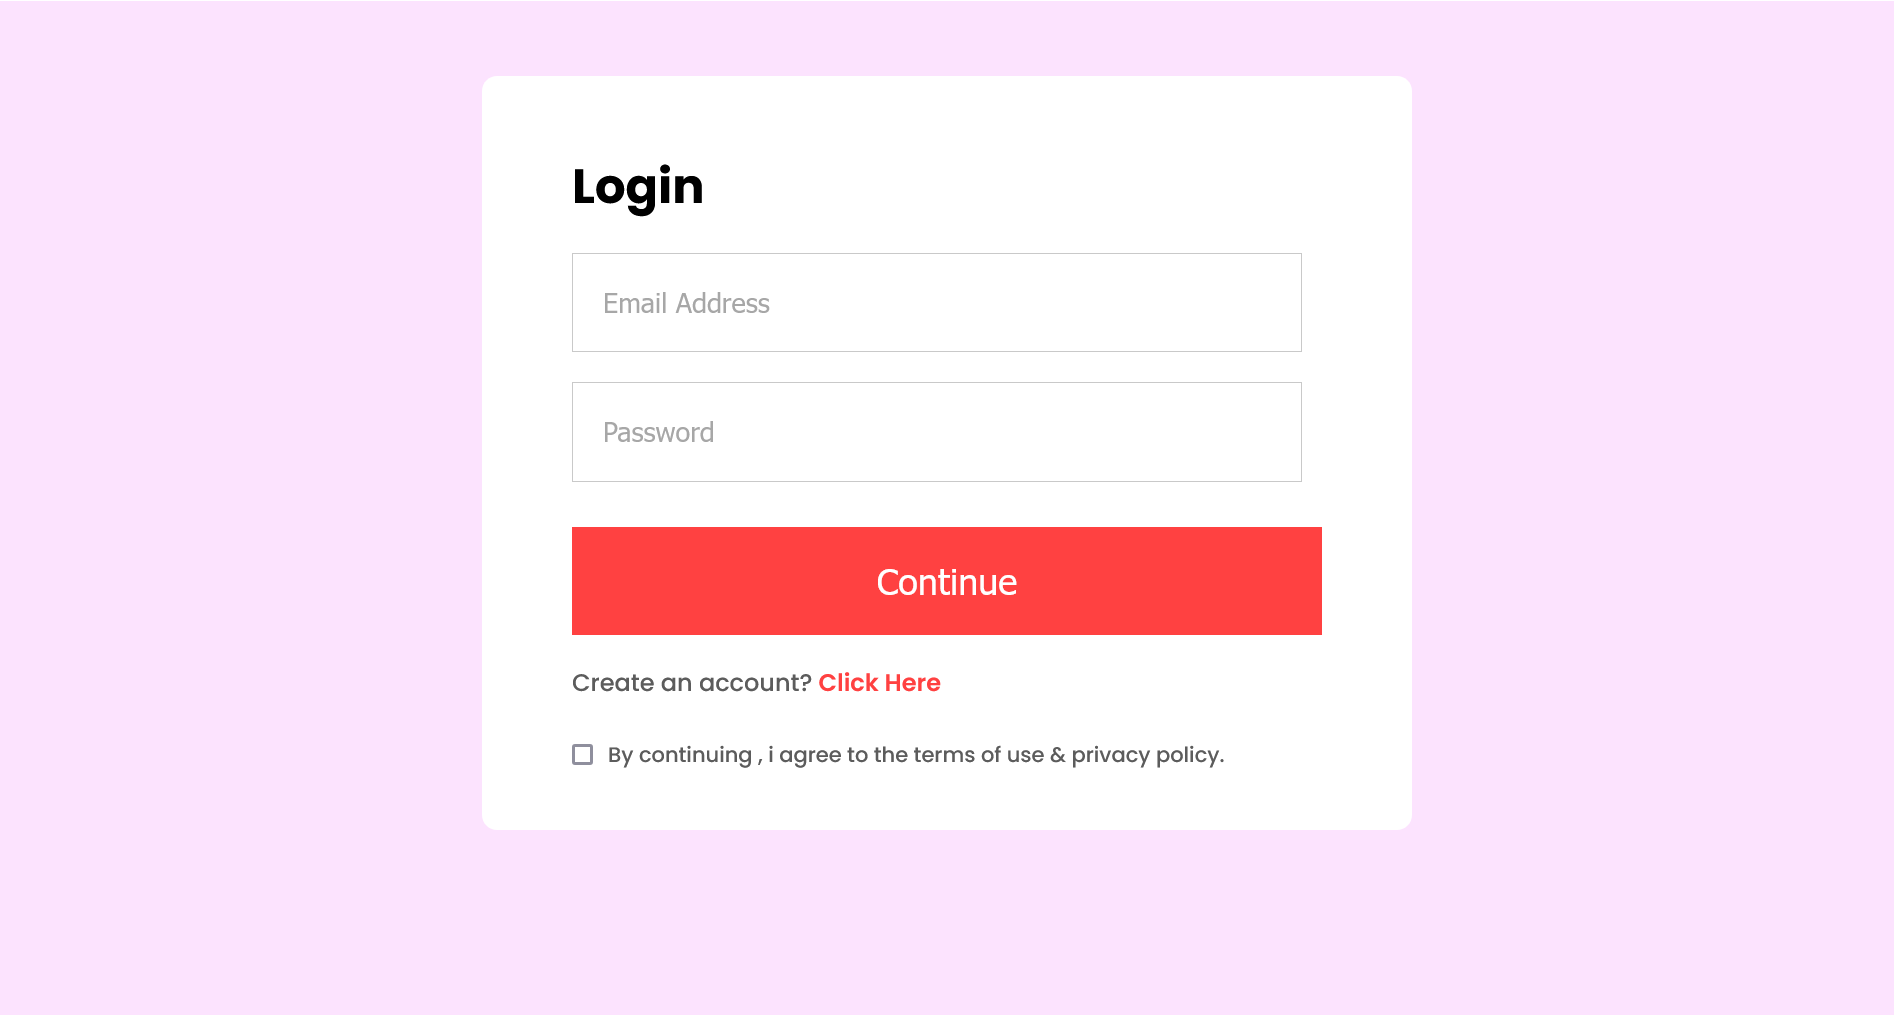 Login
Email Address
Password
Continue
Create an account? Click Here
By continuing , i agree to the terms of use & privacy policy.